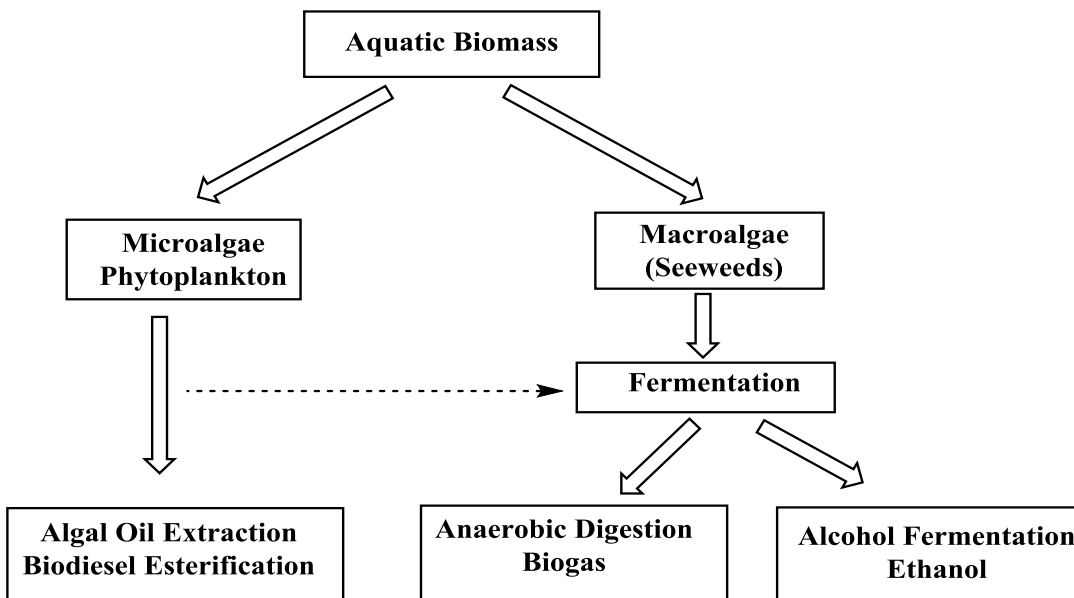 Aquatic Biomass
Microalgae
Phytoplankton
Macroalgae
(Seeweeds)
Fermentation
Algal Oil Extraction
Biodiesel Esterification
Anaerobic Digestion
Biogas
Alcohol Fermentation
Ethanol